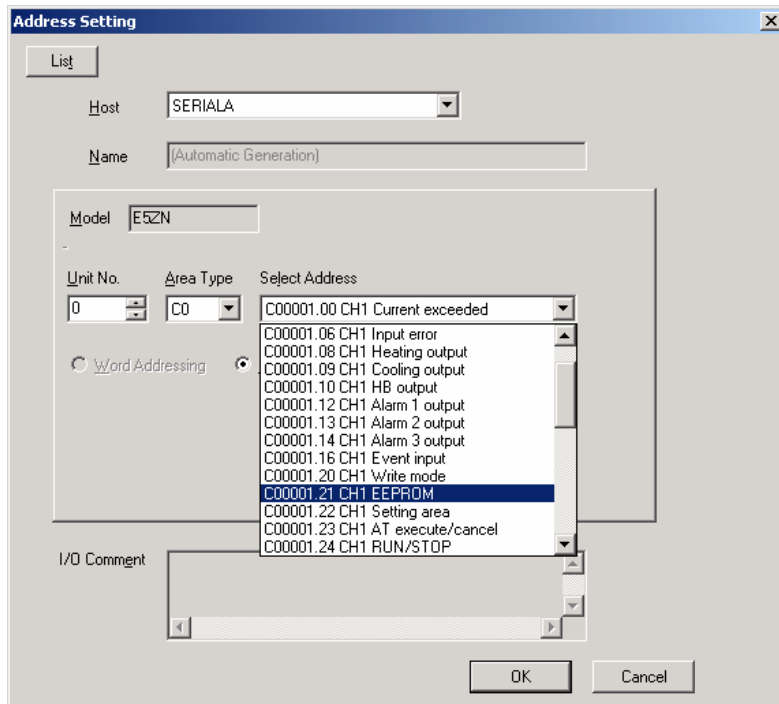 Address Setting
List
Host SERIALA
Name (Automatic Generation)
Model E5ZN
-
Unit No. Area Type Select Address
0 C0 C00001.00 CH1 Current exceeded
C00001.06 CH1 Input error
C00001.08 CH1 Heating output
Word Addressing
C00001.09 CH1 Cooling output
C00001.10 CH1 HB output
C00001.12 CH1 Alarm 1 output
C00001.13 CH1 Alarm 2 output
C00001.14 CH1 Alarm 3 output
C00001.16 CH1 Event input
C00001.20 CH1 Write mode
C00001.21 CH1 EEPROM
C00001.22 CH1 Setting area
C00001.23 CH1 AT execute/cancel
C00001.24 CH1 RUN/STOP
I/O Comment
OK Cancel